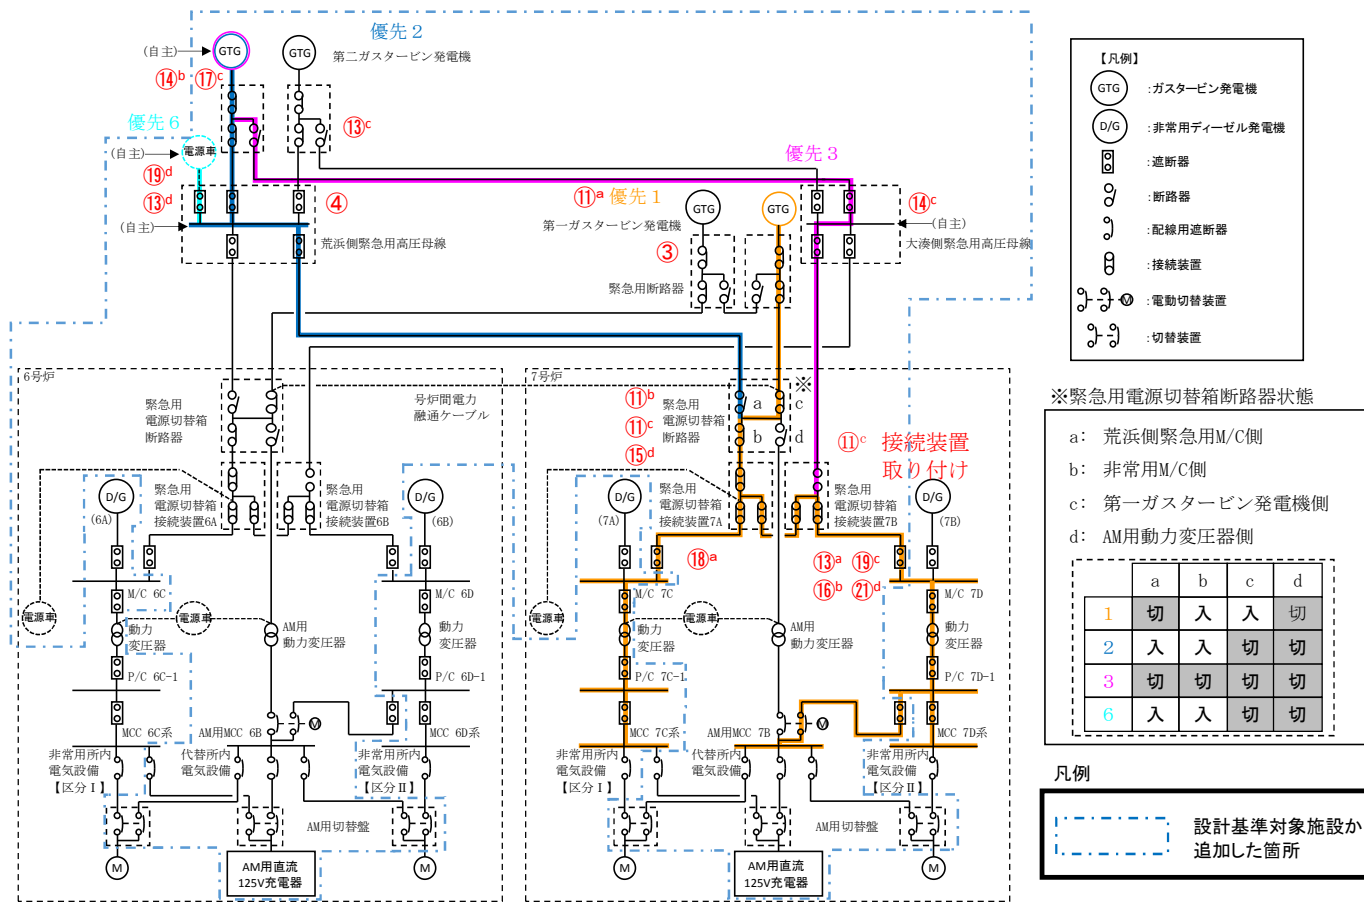 優先2
(自主)
GTG
GTG
第二ガスタービン発電機
⑭b ⑰c
優先6
⑬c
(自主)
電源車
⑲d
⑬d
④
(自主)
荒浜側緊急用高圧母線
優先3
⑪a 優先1
GTG
GTG
第一ガスタービン発電機
③
緊急用断路器
⑭c
(自主)
大湊側緊急用高圧母線
【凡例】
GTG
:ガスタービン発電機
D/G
:非常用ディーゼル発電機
:遮断器
:断路器
:配線用遮断器
:接続装置
M
:電動切替装置
:切替装置
6号炉
緊急用
電源切替箱
断路器
号炉間電力
融通ケーブル
D/G
(6A)
緊急用
電源切替箱
接続装置6A
緊急用
電源切替箱
接続装置6B
D/G
(6B)
M/C 6C
M/C 6D
電源車
電源車
動力
変圧器
AM用
動力変圧器
動力
変圧器
P/C 6C-1
P/C 6D-1
M
MCC 6C系
AM用MCC 6B
MCC 6D系
非常用所内
電気設備
【区分Ⅰ】
代替所内
電気設備
非常用所内
電気設備
【区分Ⅱ】
AM用切替盤
M
AM用直流
125V充電器
M
7号炉
⑪b
⑪c
⑮d
緊急用
電源切替箱
断路器
※
a
c
b
d
⑪c 接続装置
取り付け
D/G
(7A)
緊急用
電源切替箱
接続装置7A
緊急用
電源切替箱
接続装置7B
D/G
(7B)
⑱a
⑬a ⑲c
⑯b ㉑d
M/C 7C
M/C 7D
電源車
電源車
動力
変圧器
AM用
動力変圧器
動力
変圧器
P/C 7C-1
P/C 7D-1
M
MCC 7C系
AM用MCC 7B
MCC 7D系
非常用所内
電気設備
【区分Ⅰ】
代替所内
電気設備
非常用所内
電気設備
【区分Ⅱ】
AM用切替盤
M
AM用直流
125V充電器
M
※緊急用電源切替箱断路器状態
a: 荒浜側緊急用M/C側
b: 非常用M/C側
c: 第一ガスタービン発電機側
d: AM用動力変圧器側
a b c d
1 切 入 入 切
2 入 入 切 切
3 切 切 切 切
6 入 入 切 切
凡例
設計基準対象施設か
追加した箇所